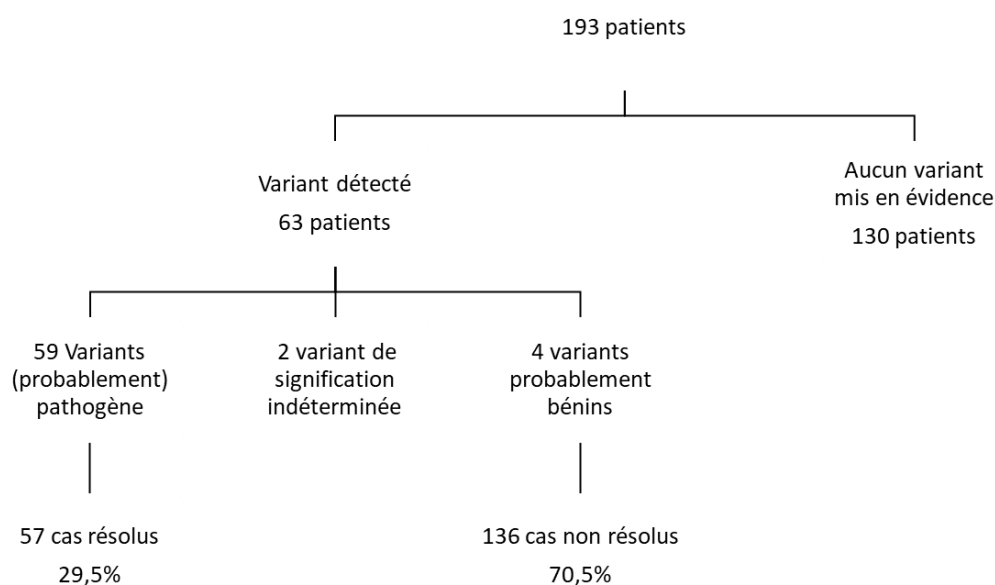 193 patients
Variant détecté
63 patients
Aucun variant
mis en évidence
130 patients
59 Variants
(probablement)
pathogène
2 variant de
signification
indéterminée
4 variants
probablement
bénins
57 cas résolus
29,5%
136 cas non résolus
70,5%